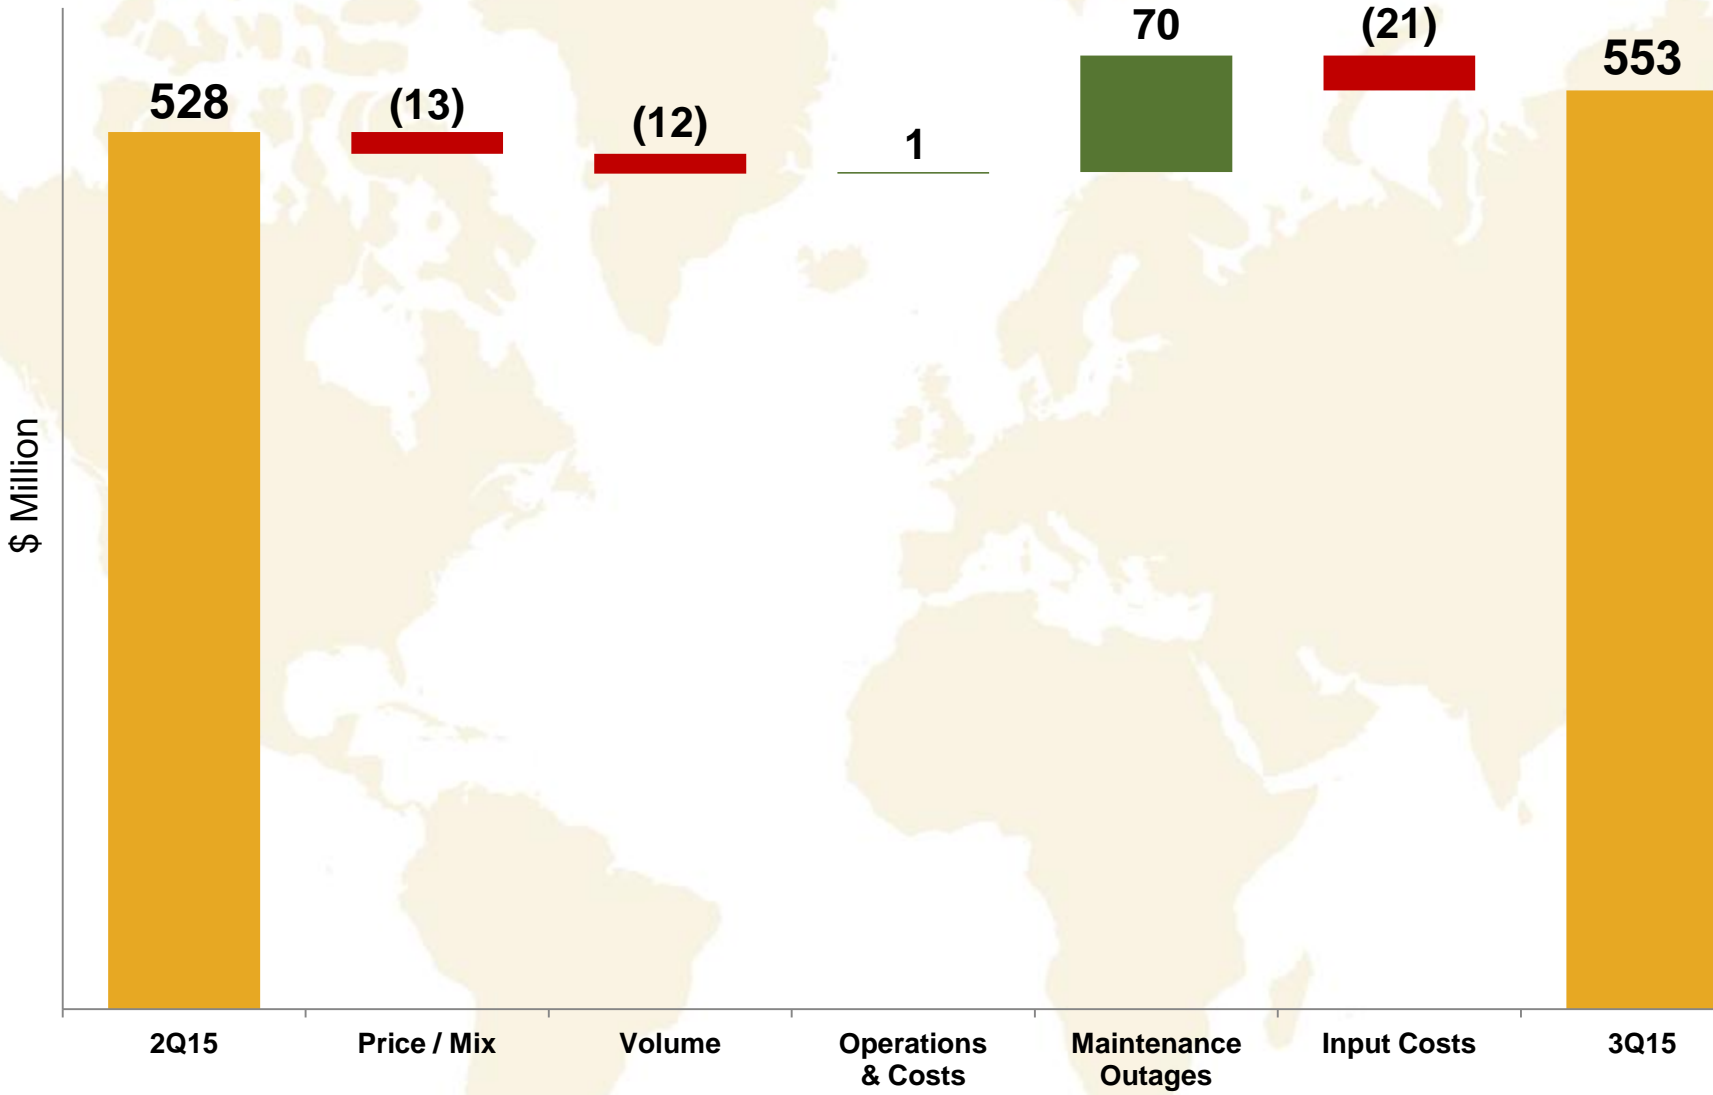 $ Million
528
(13)
(12)
1
70
(21)
553
2Q15
Price / Mix
Volume
Operations
& Costs
Maintenance
Outages
Input Costs
3Q15